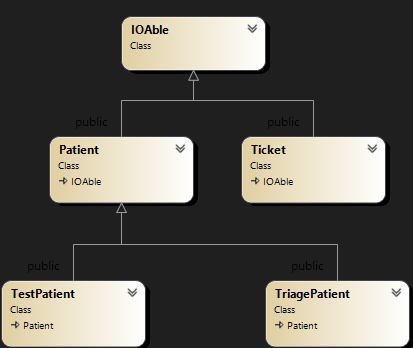 IOAble
Class
public
public
Patient
Class
IOAble
Ticket
Class
IOAble
public
public
TestPatient
Class
Patient
TriagePatient
Class
Patient